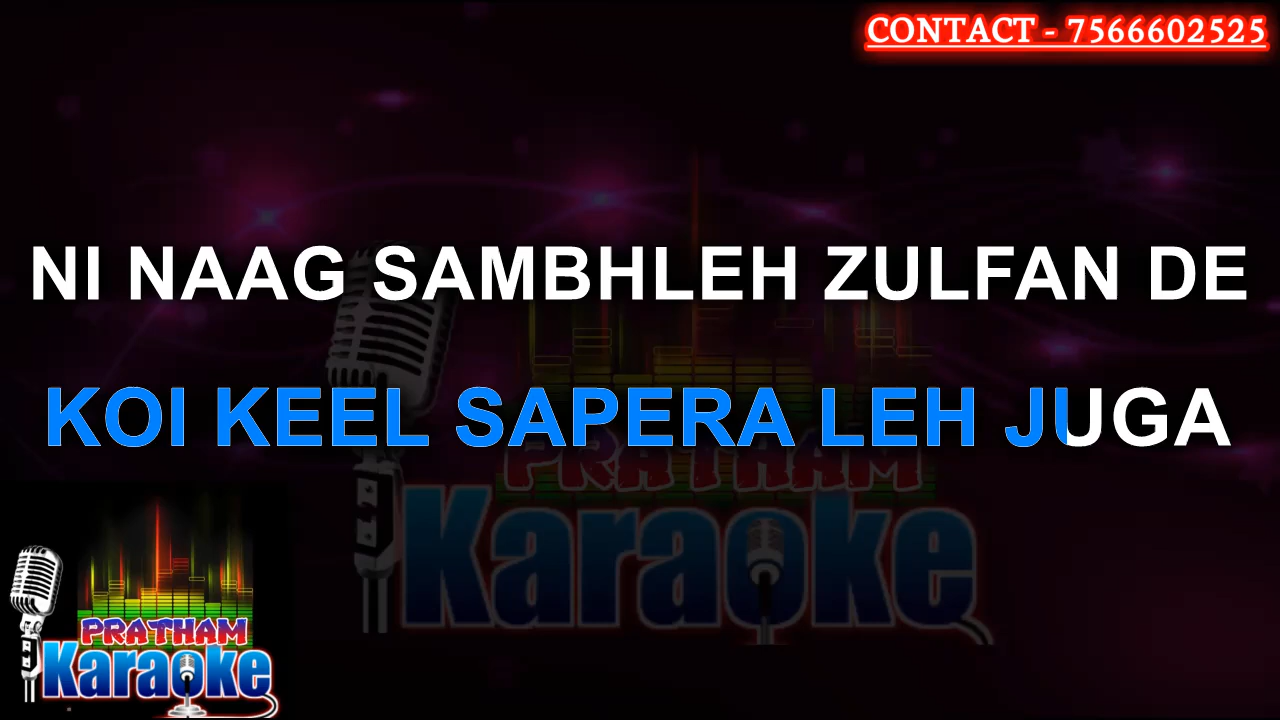 CONTACT - 7566602525
NI NAAG SAMBHLEH ZULFAN DE
KOI KEEL SAPERA LEH JUGA
PRATHAM
Karaoke
PRATHAM
Karaoke